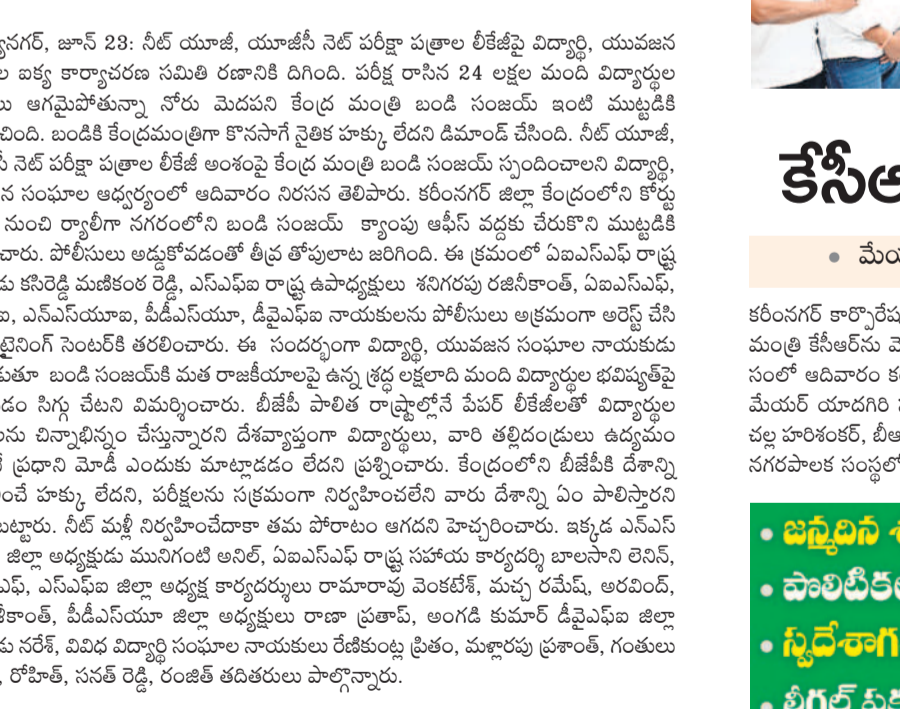 జూన్ 23: నీట్ యూజీ, యూజీసీ నెట్ పరీక్షా పత్రాల లీకేజీపై విద్యార్థి, యువజన
ఐక్య కార్యాచరణ సమితి రణానికి దిగింది. పరీక్ష రాసిన 24 లక్షల మంది విద్యార్థుల
ఆగమైపోతున్నా నోరు మెదపని కేంద్ర మంత్రి బండి సంజయ్ ఇంటి ముట్టడికి
బండికి కేంద్రమంత్రిగా కొనసాగే నైతిక హక్కు లేదని డిమాండ్ చేసింది. నీట్ యూజీ,
నెట్ పరీక్షా పత్రాల లీకేజీ అంశంపై కేంద్ర మంత్రి బండి సంజయ్ స్పందించాలని విద్యార్థి,
సంఘాల ఆధ్వర్యంలో ఆదివారం నిరసన తెలిపారు. కరీంనగర్ జిల్లా కేంద్రంలోని కోర్టు
నుంచి ర్యాలీగా నగరంలోని బండి సంజయ్ క్యాంపు ఆఫీస్ వద్దకు చేరుకొని ముట్టడికి
పోలీసులు అడ్డుకోవడంతో తీవ్ర తోపులాట జరిగింది. ఈ క్రమంలో ఏఐఎస్ఎఫ్ రాష్ట్ర
కసిరెడ్డి మణికంఠ రెడ్డి, ఎస్ఎఫ్ఐ రాష్ట్ర ఉపాధ్యక్షులు శనిగరపు రజినీకాంత్, ఏఐఎస్ఎఫ్,
ఎన్ఎస్యూఐ, పీడీఎస్యూ, డీవైఎఫ్ఐ నాయకులను పోలీసులు అక్రమంగా అరెస్ట్ చేసి
ట్రైనింగ్ సెంటర్‌కి తరలించారు. ఈ సందర్భంగా విద్యార్థి, యువజన సంఘాల నాయకుడు
బండి సంజయ్‌కి మత రాజకీయాలపై ఉన్న శ్రద్ధ లక్షలాది మంది విద్యార్థుల భవిష్యత్‌పై
సిగ్గు చేటని విమర్శించారు. బీజేపీ పాలిత రాష్ట్రాల్లోనే పేపర్ లీకేజీలతో విద్యార్థుల
చిన్నాభిన్నం చేస్తున్నారని దేశవ్యాప్తంగా విద్యార్థులు, వారి తల్లిదండ్రులు ఉద్యమం
ప్రధాని మోడీ ఎందుకు మాట్లాడడం లేదని ప్రశ్నించారు. కేంద్రంలోని బీజేపీకి దేశాన్ని
హక్కు లేదని, పరీక్షలను సక్రమంగా నిర్వహించలేని వారు దేశాన్ని ఏం పాలిస్తారని
నీట్ మళ్లీ నిర్వహించేదాకా తమ పోరాటం ఆగదని హెచ్చరించారు. ఇక్కడ ఎన్ఎస్
జిల్లా అధ్యక్షుడు మునిగంటి అనిల్, ఏఐఎస్ఎఫ్ రాష్ట్ర సహాయ కార్యదర్శి బాలసాని లెనిన్,
ఎస్ఎఫ్ఐ జిల్లా అధ్యక్ష కార్యదర్శులు రామారావు వెంకటేశ్, మచ్చ రమేష్, అరవింద్,
పీడీఎస్‌యూ జిల్లా అధ్యక్షులు రాణా ప్రతాప్, అంగడి కుమార్ డీవైఎఫ్ఐ జిల్లా
నరేశ్, వివిధ విద్యార్థి సంఘాల నాయకులు రేణికుంట్ల ప్రీతం, మల్లారపు ప్రశాంత్, గంతులు
రోహిత్, సనత్ రెడ్డి, రంజిత్ తదితరులు పాల్గొన్నారు.
కరీంనగర్
మంత్రి కేసీఆర్‌ను
సంలో ఆదివారం
మేయర్ యాదగిరి
చల్ల హరిశంకర్,
నగరపాలక
• జన్మదిన
•
• స్వదేశాగ
• లీగల్